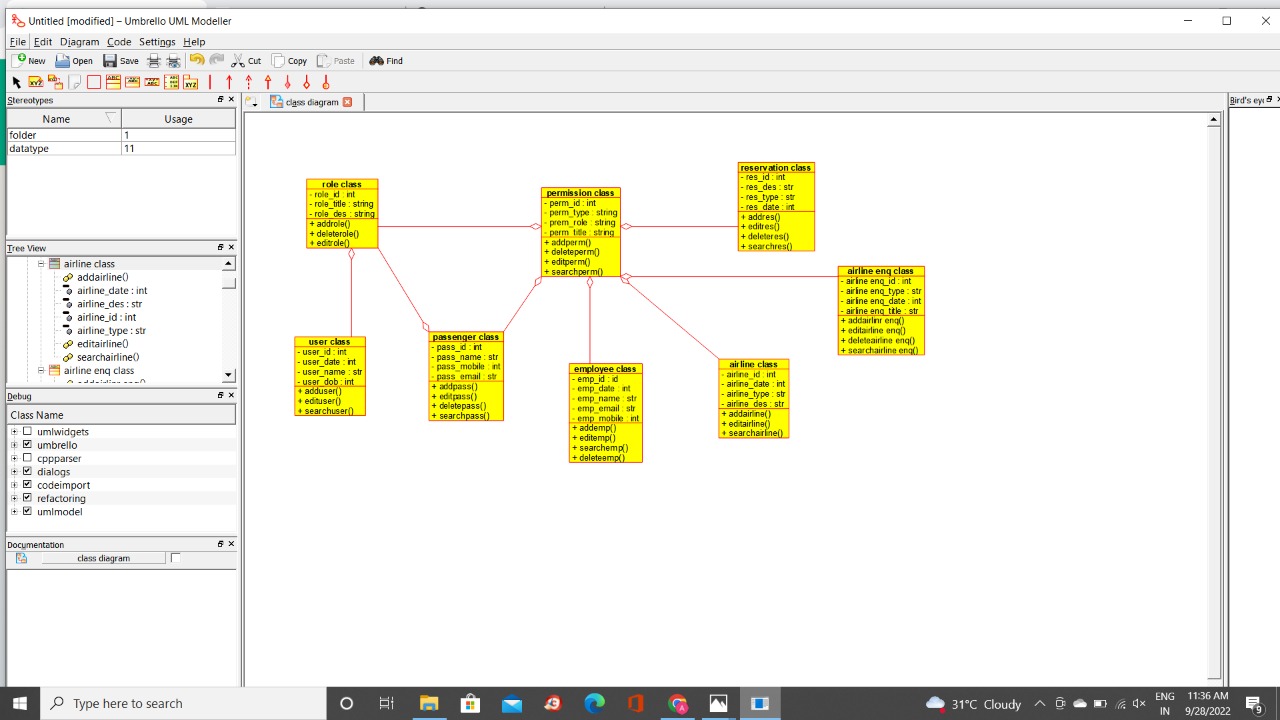 Untitled [modified] – Umbrello UML Modeller
File Edit Diagram Code Settings Help
New Open Save Cut Copy Paste Find
Stereotypes
Name Usage
folder 1
datatype 11
Tree View
airline class
addairline()
airline_date : int
airline_des : str
airline_id : int
airline_type : str
editairline()
searchairline()
airline enq class
Debug
Class Name
umlwidgets
umbrello
cppparser
dialogs
codeimport
refactoring
umlmodel
Documentation
class diagram
class diagram
Bird's eye
role class
- role_id : int
- role_title : string
- role_des : string
+ addrole()
+ deleterole()
+ editrole()
permission class
- perm_id : int
- perm_type : string
- prem_role : string
- perm_title : string
+ addperm()
+ deleteperm()
+ editperm()
+ searchperm()
reservation class
- res_id : int
- res_des : str
- res_type : str
- res_date : int
+ addres()
+ editres()
+ deleteres()
+ searchres()
airline enq class
- airline enq_id : int
- airline enq_type : str
- airline enq_date : int
- airline enq_title : str
+ addairlinr enq()
+ editairline enq()
+ deleteairline enq()
+ searchairline enq()
user class
- user_id : int
- user_date : int
- user_name : str
- user_dob : int
+ adduser()
+ edituser()
+ searchuser()
passenger class
- pass_id : int
- pass_name : str
- pass_mobile : int
- pass_email : str
+ addpass()
+ editpass()
+ deletepass()
+ searchpass()
employee class
- emp_id : id
- emp_date : int
- emp_name : str
- emp_email : str
- emp_mobile : int
+ addemp()
+ editemp()
+ searchemp()
+ deleteemp()
airline class
- airline_id : int
- airline_date : int
- airline_type : str
- airline_des : str
+ addairline()
+ editairline()
+ searchairline()
Type here to search
31°C Cloudy
ENG
IN
11:36 AM
9/28/2022
9